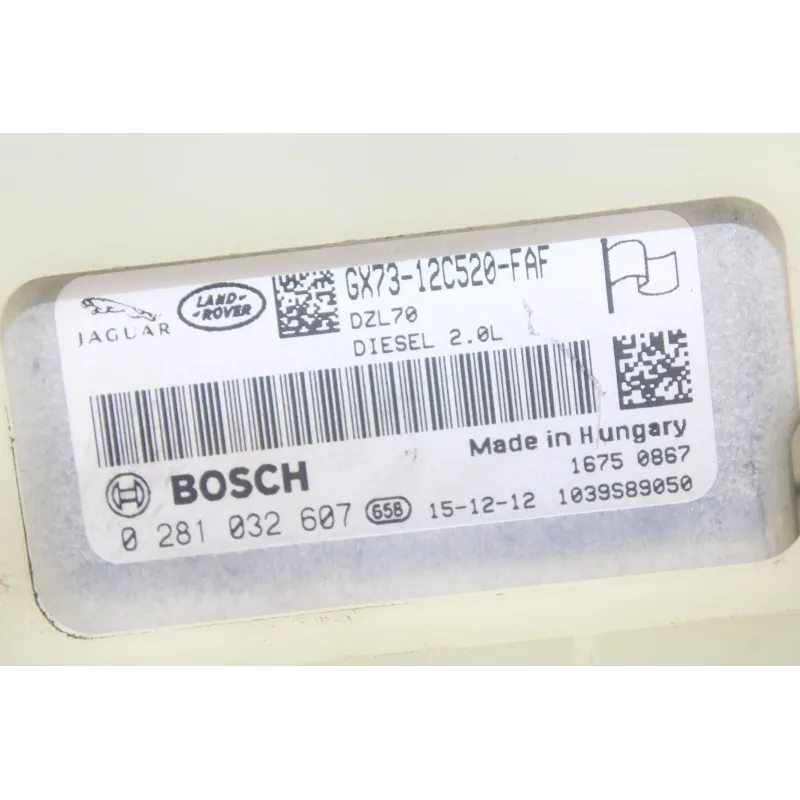 JAGUAR
LAND-
-ROVER
GX73-12C520-FAF
DZL70
DIESEL 2.0L
Made in Hungary
BOSCH
1675 0867
0 281 032 607 658 15-12-12 1039S89050